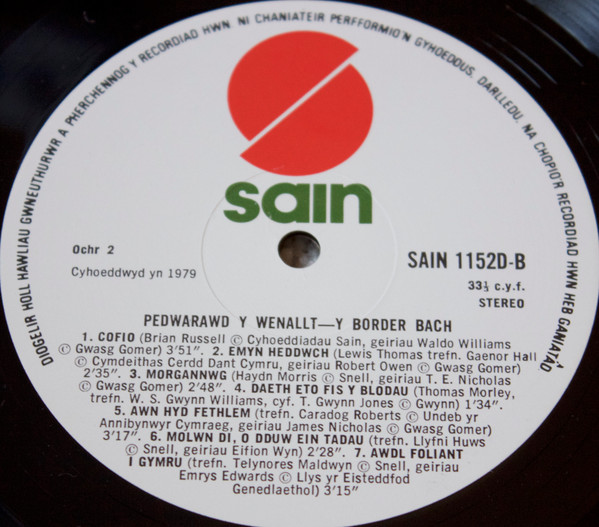 DIOGELIR HOLL HAWLIAU GWNEUTHURWR A PHERCHENNOG Y RECORDIAD HWN. NI CHANIATEIR PERFFORMIO'N GYHOEDDUS, DARLLEDU, NA CHOPIO'R RECORDIAD HWN HEB GANIATÂD
sain
Ochr 2
Cyhoeddwyd yn 1979
SAIN 1152D-B
33⅓ c.y.f.
STEREO
PEDWARAWD Y WENALLT—Y BORDER BACH
1. COFIO (Brian Russell © Cyhoeddiadau Sain, geiriau Waldo Williams
© Gwasg Gomer) 3'51". 2. EMYN HEDDWCH (Lewis Thomas trefn. Gaenor Hall
© Cymdeithas Cerdd Dant Cymru, geiriau Robert Owen © Gwasg Gomer)
2'35". 3. MORGANNWG (Haydn Morris © Snell, geiriau T. E. Nicholas
© Gwasg Gomer) 2'48". 4. DAETH ETO FIS Y BLODAU (Thomas Morley,
trefn. W. S. Gwynn Williams, cyf. T. Gwynn Jones © Gwynn) 1'34".
5. AWN HYD FETHLEM (trefn. Caradog Roberts © Undeb yr
Annibynwyr Cymraeg, geiriau James Nicholas © Gwasg Gomer)
3'17". 6. MOLWN DI, O DDUW EIN TADAU (trefn. Llyfni Huws
© Snell, geiriau Eifion Wyn) 2'28". 7. AWDL FOLIANT
I GYMRU (trefn. Telynores Maldwyn © Snell, geiriau
Emrys Edwards © Llys yr Eisteddfod
Genedlaethol) 3'15"